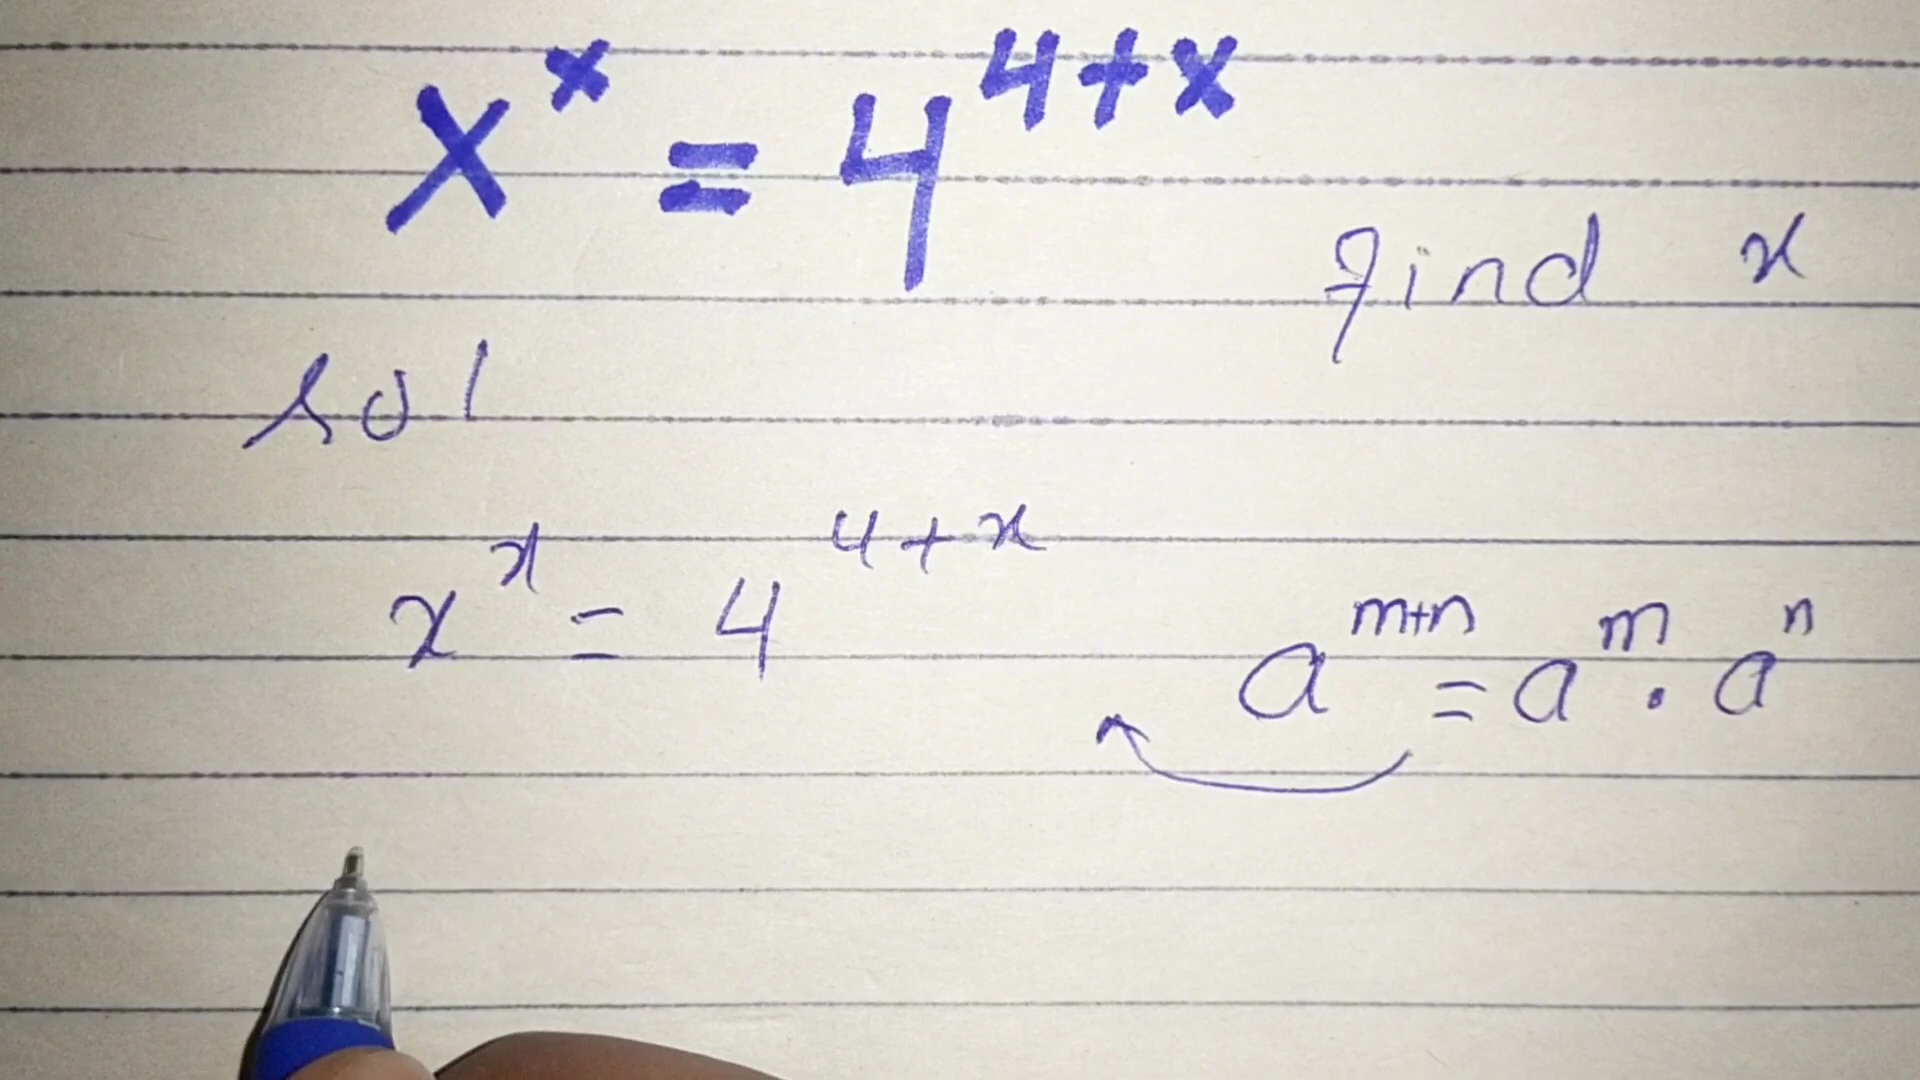 x^x = 4^{4+x}
find x
sol
x^x = 4^{4+x}
a^{m+n} = a^m . a^n